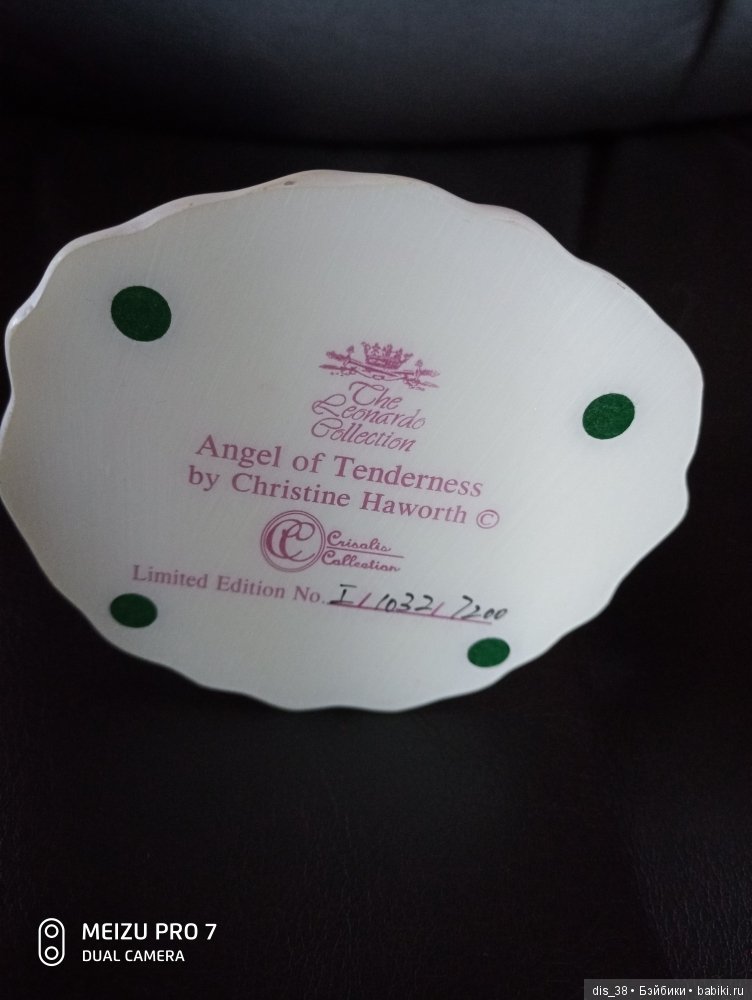 The
Leonardo
Collection
Angel of Tenderness
by Christine Haworth ©
CC Crisalis
Collection
Limited Edition No. I/1032/7200
MEIZU PRO 7
DUAL CAMERA
dis_38 • Бэйбики • babiki.ru